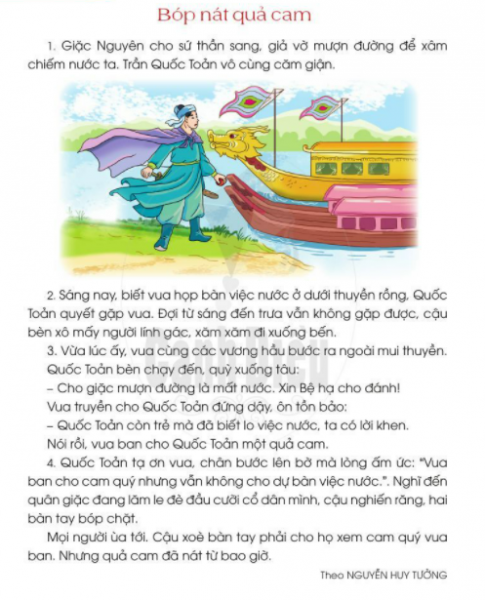 Bóp nát quả cam
1. Giặc Nguyên cho sứ thần sang, giả vờ mượn đường để xâm
chiếm nước ta. Trần Quốc Toản vô cùng căm giận.
2. Sáng nay, biết vua họp bàn việc nước ở dưới thuyền rồng, Quốc
Toản quyết gặp vua. Đợi từ sáng đến trưa vẫn không gặp được, cậu
bèn xô mấy người lính gác, xăm xăm đi xuống bến.
3. Vừa lúc ấy, vua cùng các vương hầu bước ra ngoài mui thuyền.
Quốc Toản bèn chạy đến, quỳ xuống tâu:
– Cho giặc mượn đường là mất nước. Xin Bệ hạ cho đánh!
Vua truyền cho Quốc Toản đứng dậy, ôn tồn bảo:
– Quốc Toản còn trẻ mà đã biết lo việc nước, ta có lời khen.
Nói rồi, vua ban cho Quốc Toản một quả cam.
4. Quốc Toản tạ ơn vua, chân bước lên bờ mà lòng ấm ức: "Vua
ban cho cam quý nhưng vẫn không cho dự bàn việc nước.". Nghĩ đến
quân giặc đang lăm le đè đầu cưỡi cổ dân mình, cậu nghiến răng, hai
bàn tay bóp chặt.
Mọi người ùa tới. Cậu xoè bàn tay phải cho họ xem cam quý vua
ban. Nhưng quả cam đã nát từ bao giờ.
Theo NGUYỄN HUY TƯỞNG